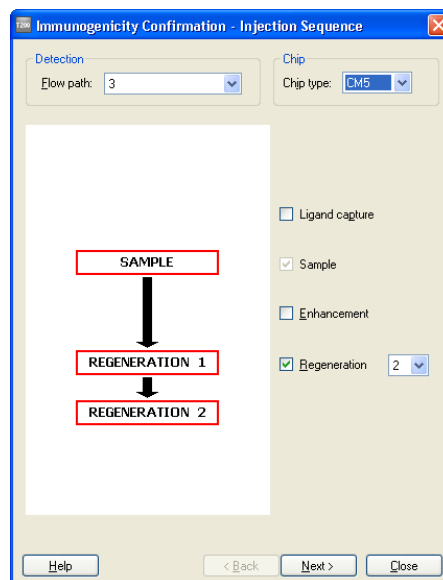 T200 Immunogenicity Confirmation - Injection Sequence
Detection
Flow path: 3
Chip
Chip type: CM5
Ligand capture
SAMPLE
Sample
Enhancement
REGENERATION 1
Regeneration 2
REGENERATION 2
Help < Back Next > Close